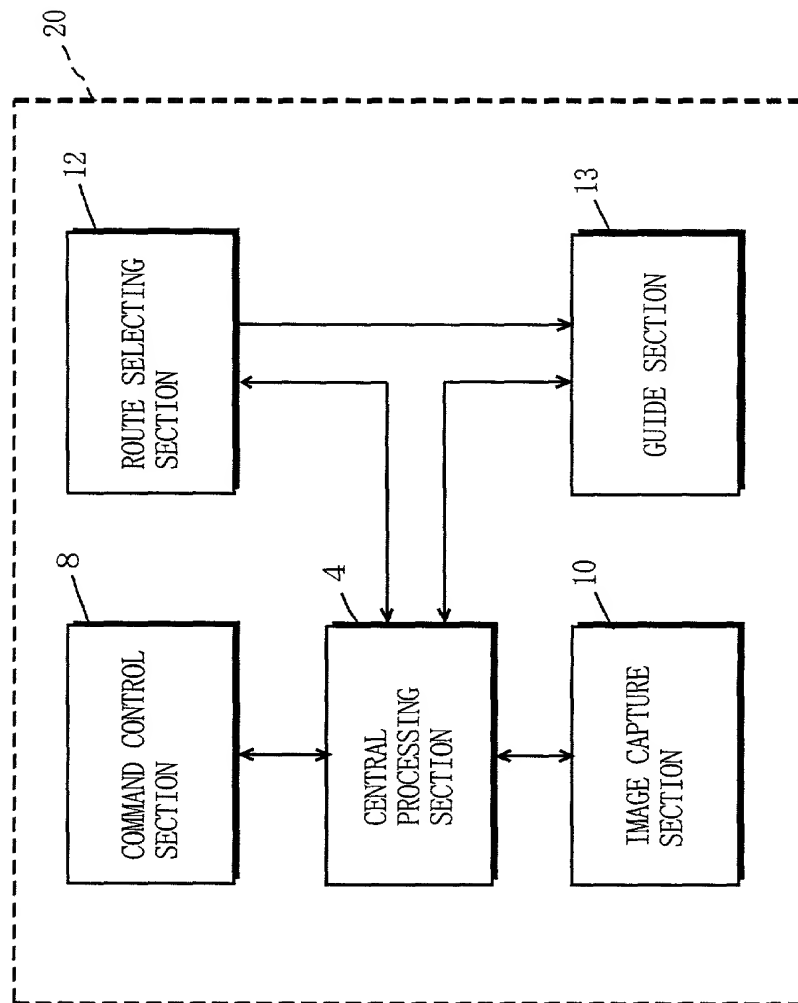 20
12
ROUTE SELECTING
SECTION
13
GUIDE SECTION
8
COMMAND CONTROL
SECTION
4
CENTRAL
PROCESSING
SECTION
10
IMAGE CAPTURE
SECTION